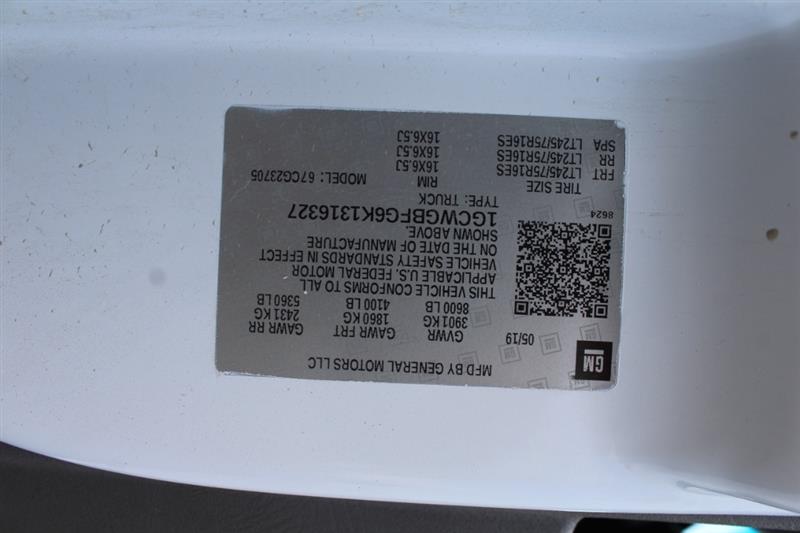 GM
MFD BY GENERAL MOTORS LLC
05/19
GVWR GAWR FRT GAWR RR
3901 KG 1860 KG 2431 KG
8600 LB 4100 LB 5360 LB
THIS VEHICLE CONFORMS TO ALL
APPLICABLE U.S. FEDERAL MOTOR
VEHICLE SAFETY STANDARDS IN EFFECT
ON THE DATE OF MANUFACTURE
SHOWN ABOVE.
1GCWGBFG6K1316327
TYPE: TRUCK MODEL: 67CG23705
8624
TIRE SIZE RIM
FRT LT245/75R16ES 16X6.5J
RR LT245/75R16ES 16X6.5J
SPA LT245/75R16ES 16X6.5J